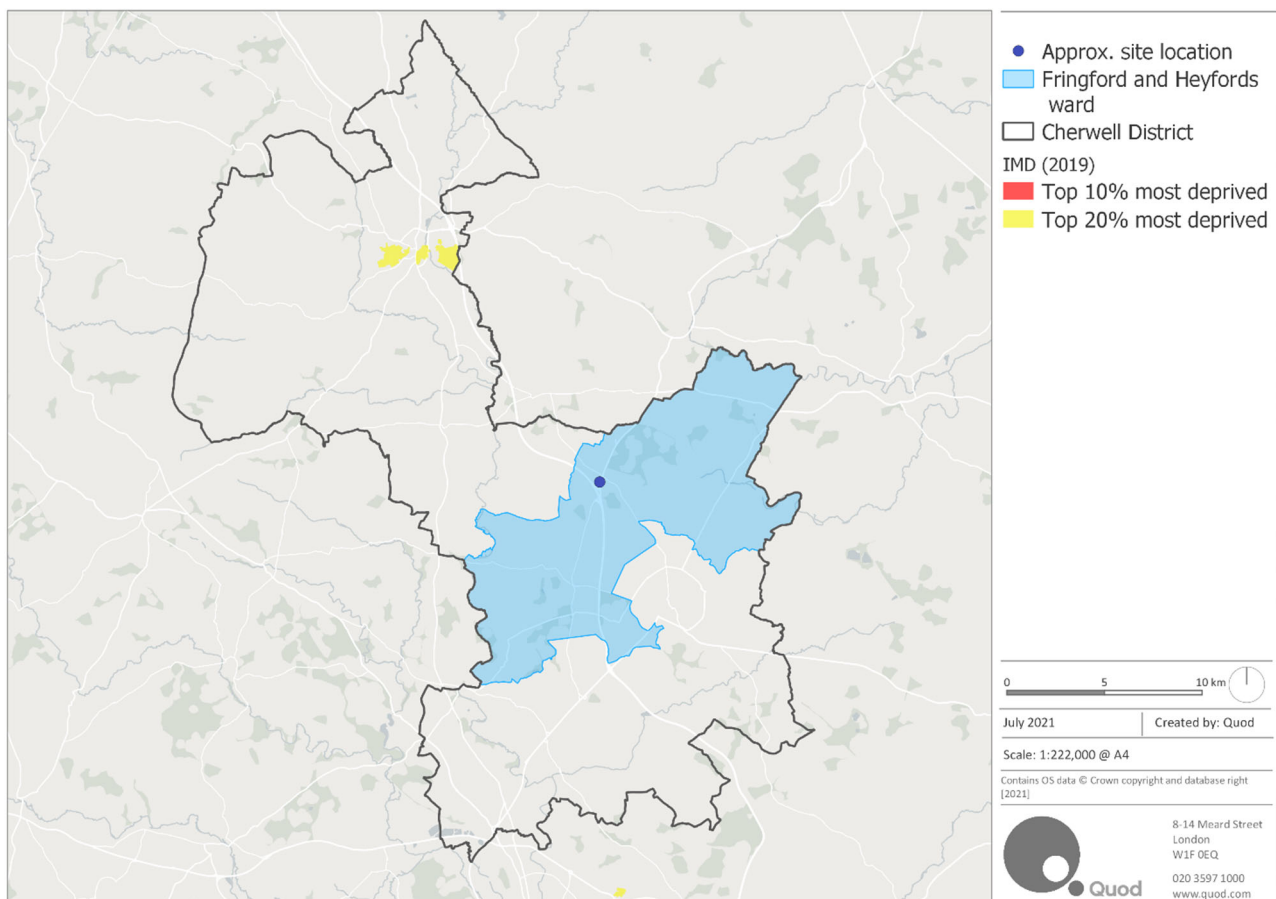 Approx. site location
Fringford and Heyfords
ward
Cherwell District
IMD (2019)
Top 10% most deprived
Top 20% most deprived
0 5 10 km
July 2021 Created by: Quod
Scale: 1:222,000 @ A4
Contains OS data © Crown copyright and database right
[2021]
8-14 Meard Street
London
W1F 0EQ
020 3597 1000
www.quod.com
Quod